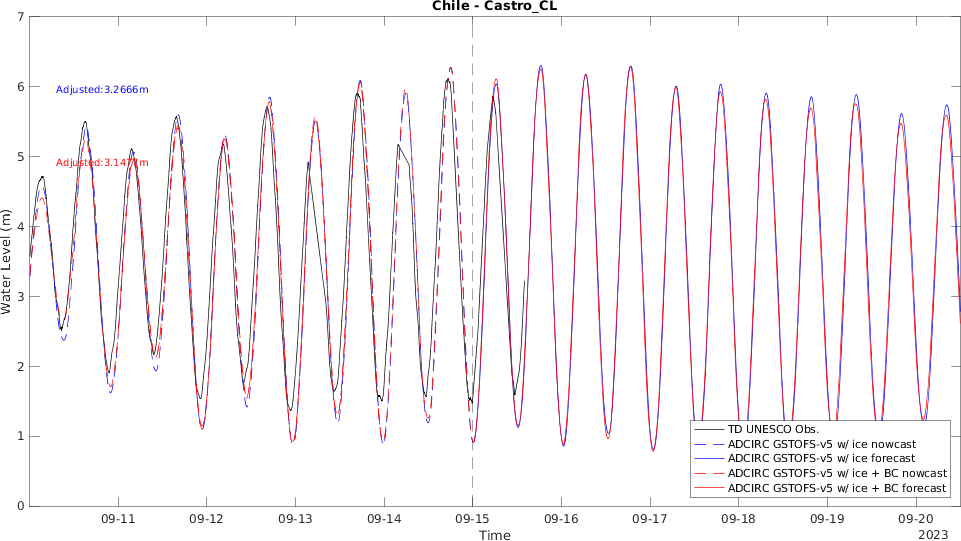 Chile - Castro_CL
7
6
5
4
3
2
1
0
Water Level (m)
Adjusted:3.2666m
09-11
09-12
09-13
09-14
09-15
09-16
09-17
09-18
09-19
09-20
Time
2023
TD UNESCO Obs.
ADCIRC GSTOFS-v5 w/ ice nowcast
ADCIRC GSTOFS-v5 w/ ice forecast
ADCIRC GSTOFS-v5 w/ ice + BC nowcast
ADCIRC GSTOFS-v5 w/ ice + BC forecast